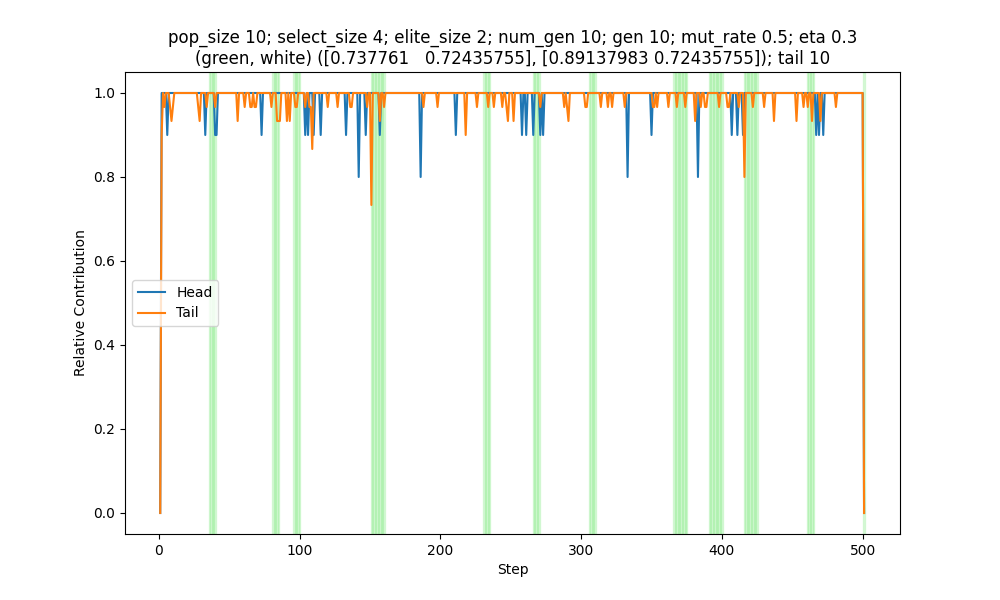 pop_size 10; select_size 4; elite_size 2; num_gen 10; gen 10; mut_rate 0.5; eta 0.3
(green, white) ([0.737761   0.72435755], [0.89137983 0.72435755]); tail 10
1.0
0.8
0.6
0.4
0.2
0.0
Relative Contribution
Head
Tail
0
100
200
300
400
500
Step